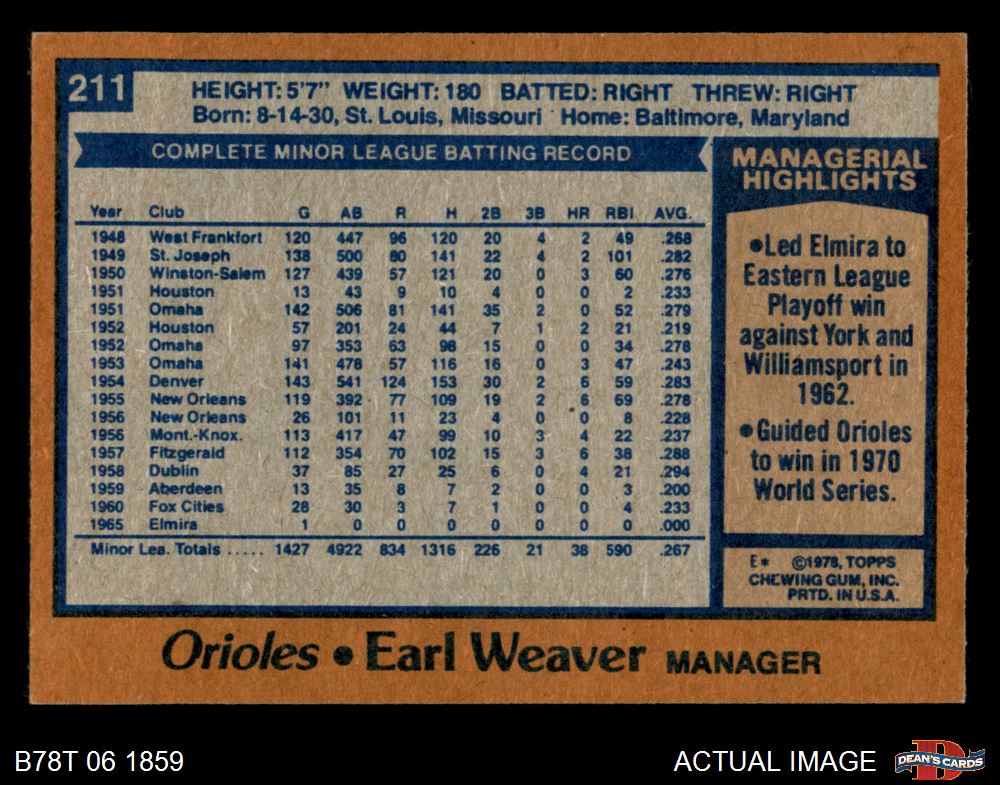 211
HEIGHT: 5'7" WEIGHT: 180 BATTED: RIGHT THREW: RIGHT
Born: 8-14-30, St. Louis, Missouri Home: Baltimore, Maryland
COMPLETE MINOR LEAGUE BATTING RECORD
Year Club G AB R H 2B 3B HR RBI AVG.
1948 West Frankfort 120 447 96 120 20 4 2 49 .268
1949 St. Joseph 138 500 80 141 22 4 2 101 .282
1950 Winston-Salem 127 439 57 121 20 0 3 60 .276
1951 Houston 13 43 9 10 4 0 0 2 .233
1951 Omaha 142 506 81 141 35 2 0 52 .279
1952 Houston 57 201 24 44 7 1 2 21 .219
1952 Omaha 97 353 63 98 15 0 0 34 .278
1953 Omaha 141 478 57 116 16 0 3 47 .243
1954 Denver 143 541 124 153 30 2 6 59 .283
1955 New Orleans 119 392 77 109 19 2 6 69 .278
1956 New Orleans 26 101 11 23 4 0 0 8 .228
1956 Mont.-Knox. 113 417 47 99 10 3 4 22 .237
1957 Fitzgerald 112 354 70 102 15 3 6 38 .288
1958 Dublin 37 85 27 25 6 0 4 21 .294
1959 Aberdeen 13 35 8 7 2 0 0 3 .200
1960 Fox Cities 28 30 3 7 1 0 0 4 .233
1965 Elmira 1 0 0 0 0 0 0 0 .000
Minor Lea. Totals ..... 1427 4922 834 1316 226 21 38 590 .267
MANAGERIAL
HIGHLIGHTS
•Led Elmira to
Eastern League
Playoff win
against York and
Williamsport in
1962.
•Guided Orioles
to win in 1970
World Series.
E* ©1978, TOPPS
CHEWING GUM, INC.
PRTD. IN U.S.A.
Orioles • Earl Weaver MANAGER
B78T 06 1859
ACTUAL IMAGE
D
DEAN'S CARDS